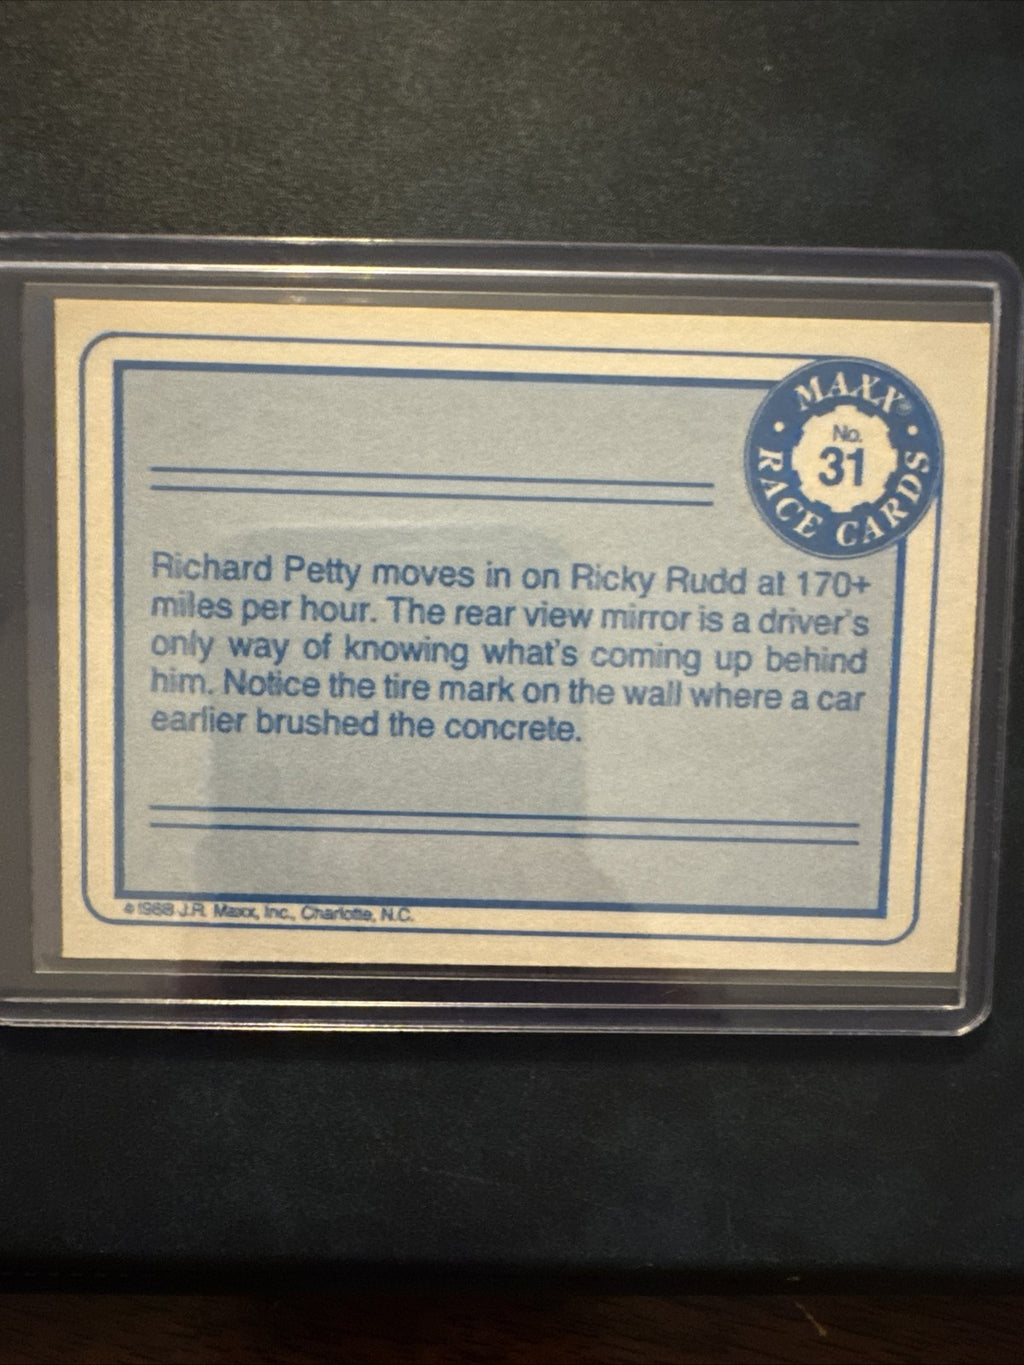 MAXX®
RACE CARDS
No.
31
Richard Petty moves in on Ricky Rudd at 170+
miles per hour. The rear view mirror is a driver's
only way of knowing what's coming up behind
him. Notice the tire mark on the wall where a car
earlier brushed the concrete.
©1988 J.R. Maxx, Inc., Charlotte, N.C.